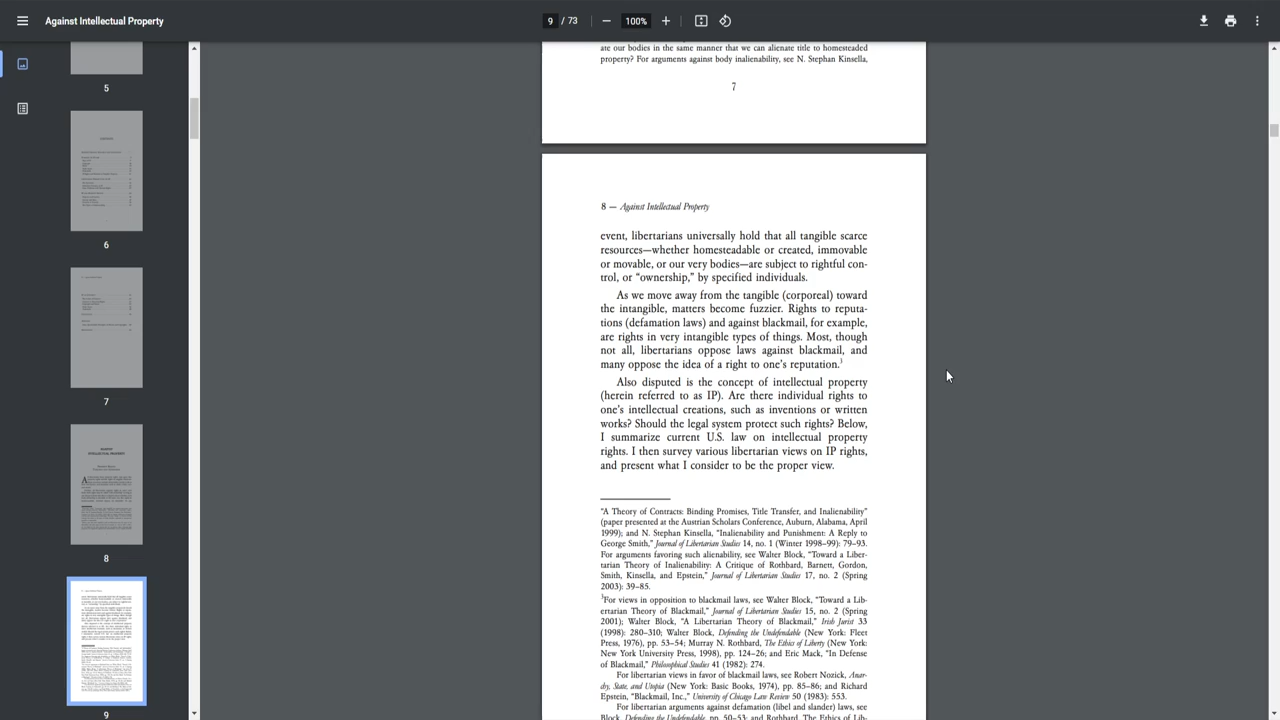 Against Intellectual Property
9 / 73
100%
5
6
7
8
9
ate our bodies in the same manner that we can alienate title to homesteaded
property? For arguments against body inalienability, see N. Stephan Kinsella,
7
8 — Against Intellectual Property
event, libertarians universally hold that all tangible scarce
resources—whether homesteadable or created, immovable
or movable, or our very bodies—are subject to rightful con-
trol, or “ownership,” by specified individuals.
As we move away from the tangible (corporeal) toward
the intangible, matters become fuzzier. Rights to reputa-
tions (defamation laws) and against blackmail, for example,
are rights in very intangible types of things. Most, though
not all, libertarians oppose laws against blackmail, and
many oppose the idea of a right to one’s reputation.3
Also disputed is the concept of intellectual property
(herein referred to as IP). Are there individual rights to
one’s intellectual creations, such as inventions or written
works? Should the legal system protect such rights? Below,
I summarize current U.S. law on intellectual property
rights. I then survey various libertarian views on IP rights,
and present what I consider to be the proper view.
“A Theory of Contracts: Binding Promises, Title Transfer, and Inalienability”
(paper presented at the Austrian Scholars Conference, Auburn, Alabama, April
1999); and N. Stephan Kinsella, “Inalienability and Punishment: A Reply to
George Smith,” Journal of Libertarian Studies 14, no. 1 (Winter 1998–99): 79–93.
For arguments favoring such alienability, see Walter Block, “Toward a Liber-
tarian Theory of Inalienability: A Critique of Rothbard, Barnett, Gordon,
Smith, Kinsella, and Epstein,” Journal of Libertarian Studies 17, no. 2 (Spring
2003): 39–85.
3For views in opposition to blackmail laws, see Walter Block, “Toward a Lib-
ertarian Theory of Blackmail,” Journal of Libertarian Studies 15, no. 2 (Spring
2001); Walter Block, “A Libertarian Theory of Blackmail,” Irish Jurist 33
(1998): 280–310; Walter Block, Defending the Undefendable (New York: Fleet
Press, 1976), pp. 53–54; Murray N. Rothbard, The Ethics of Liberty (New York:
New York University Press, 1998), pp. 124–26; and Eric Mack, “In Defense
of Blackmail,” Philosophical Studies 41 (1982): 274.
For libertarian views in favor of blackmail laws, see Robert Nozick, Anar-
chy, State, and Utopia (New York: Basic Books, 1974), pp. 85–86; and Richard
Epstein, “Blackmail, Inc.,” University of Chicago Law Review 50 (1983): 553.
For libertarian arguments against defamation (libel and slander) laws, see
Block, Defending the Undefendable, pp. 50–53; and Rothbard, The Ethics of Lib-